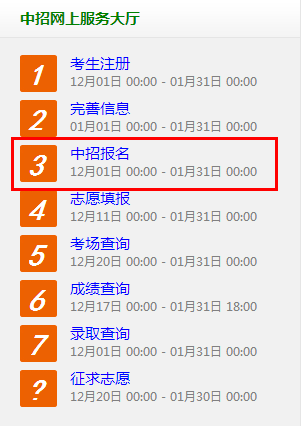 中招网上服务大厅
1 考生注册
12月01日 00:00 - 01月31日 00:00
2 完善信息
01月01日 00:00 - 01月31日 00:00
3 中招报名
12月01日 00:00 - 01月31日 00:00
4 志愿填报
12月11日 00:00 - 01月31日 00:00
5 考场查询
12月20日 00:00 - 01月31日 00:00
6 成绩查询
12月17日 00:00 - 01月31日 18:00
7 录取查询
12月01日 00:00 - 01月31日 00:00
? 征求志愿
12月20日 00:00 - 01月30日 00:00